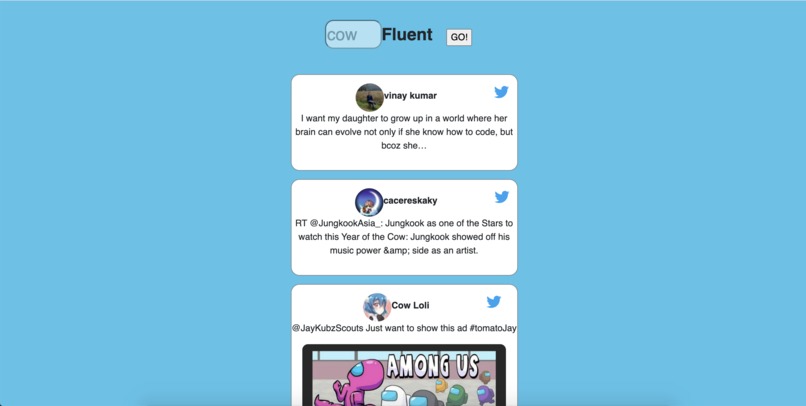 cow Fluent GO!
vinay kumar
I want my daughter to grow up in a world where her
brain can evolve not only if she know how to code, but
bcoz she…
cacereskaky
RT @JungkookAsia_: Jungkook as one of the Stars to
watch this Year of the Cow: Jungkook showed off his
music power &amp; side as an artist.
Cow Loli
@JayKubzScouts Just want to show this ad #tomatoJay
AMONG US